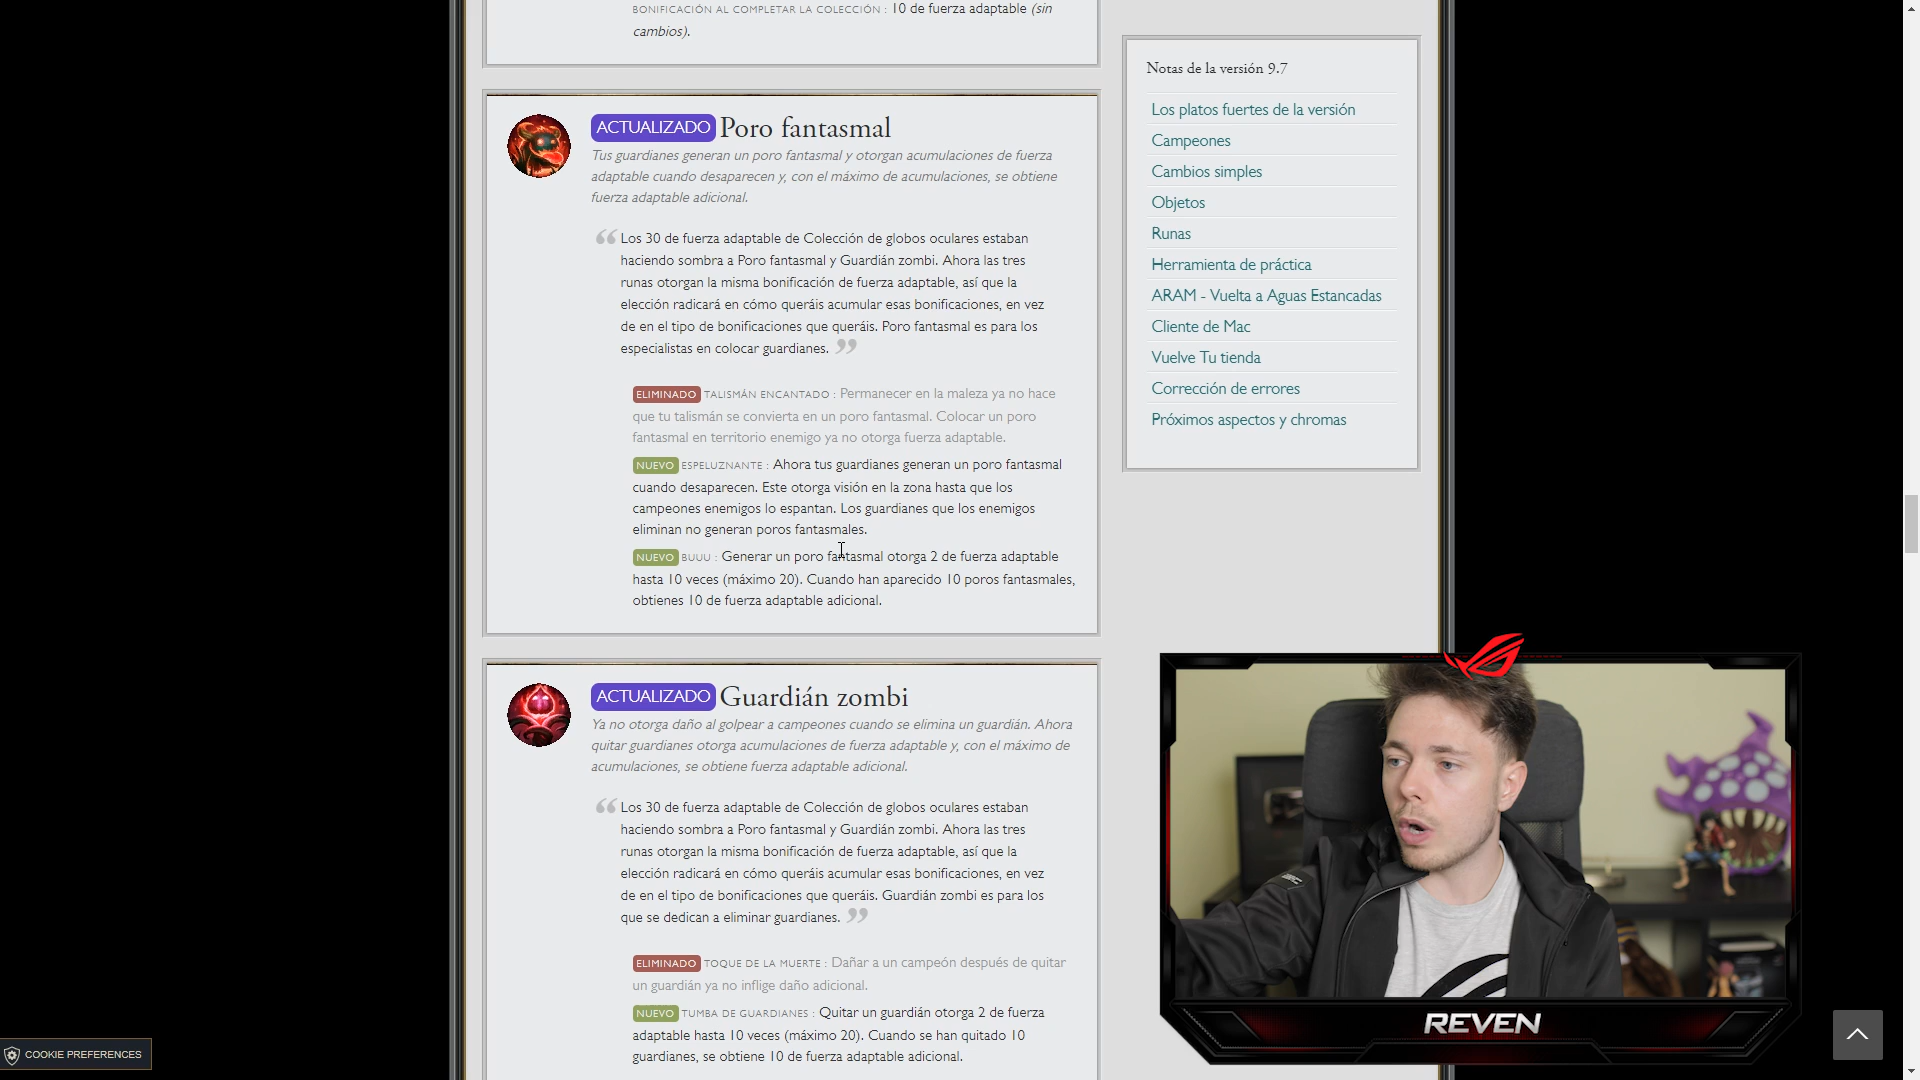 BONIFICACIÓN AL COMPLETAR LA COLECCIÓN : 10 de fuerza adaptable (sin
cambios).
ACTUALIZADO Poro fantasmal
Tus guardianes generan un poro fantasmal y otorgan acumulaciones de fuerza
adaptable cuando desaparecen y, con el máximo de acumulaciones, se obtiene
fuerza adaptable adicional.
“ Los 30 de fuerza adaptable de Colección de globos oculares estaban
haciendo sombra a Poro fantasmal y Guardián zombi. Ahora las tres
runas otorgan la misma bonificación de fuerza adaptable, así que la
elección radicará en cómo queráis acumular esas bonificaciones, en vez
de en el tipo de bonificaciones que queráis. Poro fantasmal es para los
especialistas en colocar guardianes. ”
ELIMINADO TALISMÁN ENCANTADO : Permanecer en la maleza ya no hace
que tu talismán se convierta en un poro fantasmal. Colocar un poro
fantasmal en territorio enemigo ya no otorga fuerza adaptable.
NUEVO ESPELUZNANTE : Ahora tus guardianes generan un poro fantasmal
cuando desaparecen. Este otorga visión en la zona hasta que los
campeones enemigos lo espantan. Los guardianes que los enemigos
eliminan no generan poros fantasmales.
NUEVO BUUU : Generar un poro fantasmal otorga 2 de fuerza adaptable
hasta 10 veces (máximo 20). Cuando han aparecido 10 poros fantasmales,
obtienes 10 de fuerza adaptable adicional.
ACTUALIZADO Guardián zombi
Ya no otorga daño al golpear a campeones cuando se elimina un guardián. Ahora
quitar guardianes otorga acumulaciones de fuerza adaptable y, con el máximo de
acumulaciones, se obtiene fuerza adaptable adicional.
“ Los 30 de fuerza adaptable de Colección de globos oculares estaban
haciendo sombra a Poro fantasmal y Guardián zombi. Ahora las tres
runas otorgan la misma bonificación de fuerza adaptable, así que la
elección radicará en cómo queráis acumular esas bonificaciones, en vez
de en el tipo de bonificaciones que queráis. Guardián zombi es para los
que se dedican a eliminar guardianes. ”
ELIMINADO TOQUE DE LA MUERTE : Dañar a un campeón después de quitar
un guardián ya no inflige daño adicional.
NUEVO TUMBA DE GUARDIANES : Quitar un guardián otorga 2 de fuerza
adaptable hasta 10 veces (máximo 20). Cuando se han quitado 10
guardianes, se obtiene 10 de fuerza adaptable adicional.
Notas de la versión 9.7
Los platos fuertes de la versión
Campeones
Cambios simples
Objetos
Runas
Herramienta de práctica
ARAM - Vuelta a Aguas Estancadas
Cliente de Mac
Vuelve Tu tienda
Corrección de errores
Próximos aspectos y chromas
REVEN
COOKIE PREFERENCES